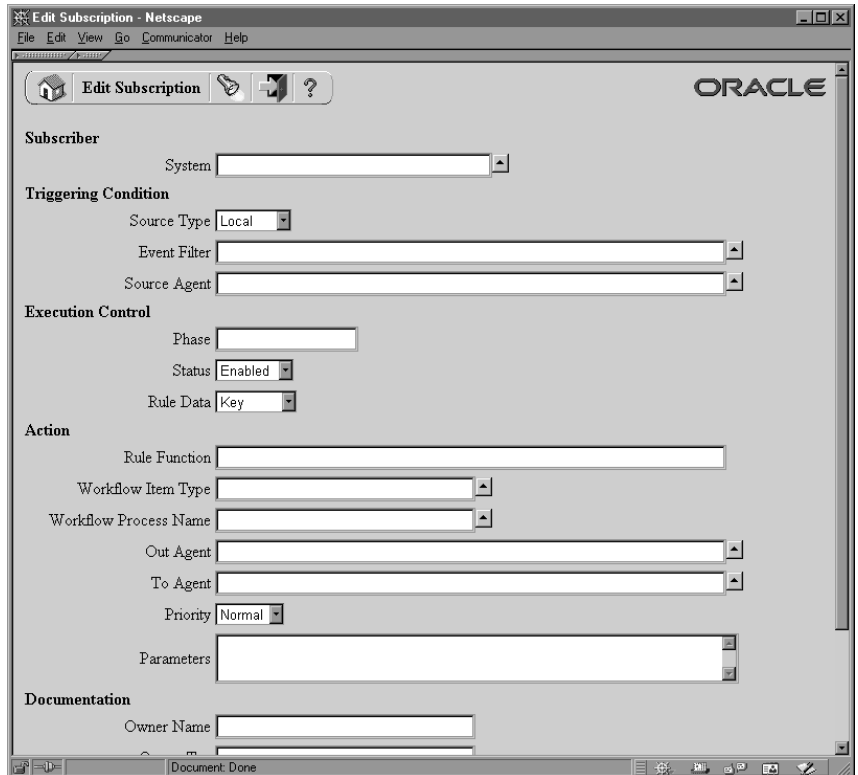 Edit Subscription - Netscape
File Edit View Go Communicator Help
Edit Subscription
?
ORACLE
Subscriber
System
Triggering Condition
Source Type Local
Event Filter
Source Agent
Execution Control
Phase
Status Enabled
Rule Data Key
Action
Rule Function
Workflow Item Type
Workflow Process Name
Out Agent
To Agent
Priority Normal
Parameters
Documentation
Owner Name
Document: Done